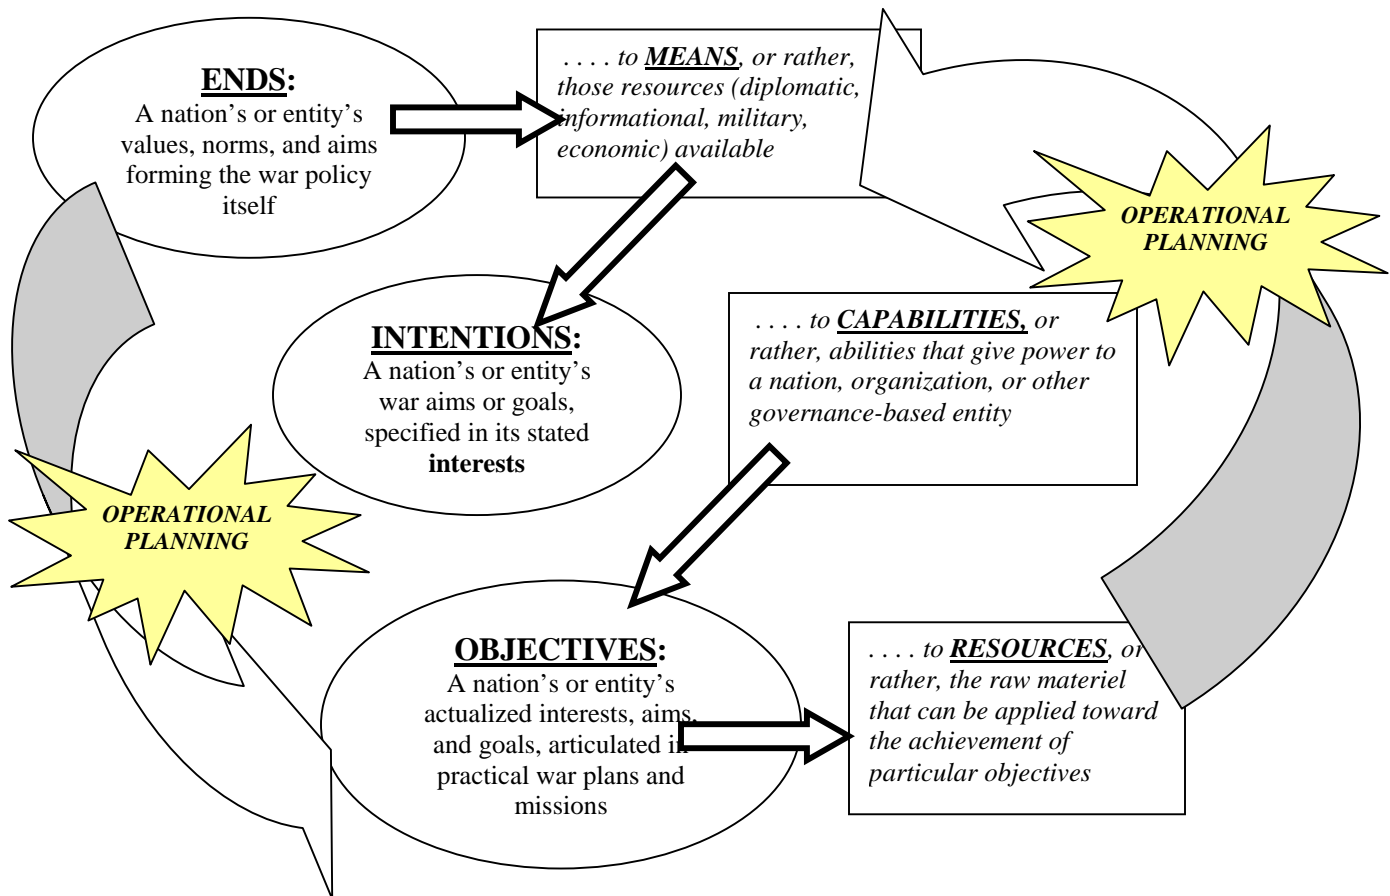 ENDS:
A nation’s or entity’s
values, norms, and aims
forming the war policy
itself
. . . . to MEANS, or rather,
those resources (diplomatic,
informational, military,
economic) available
OPERATIONAL
PLANNING
INTENTIONS:
A nation’s or entity’s
war aims or goals,
specified in its stated
interests
. . . . to CAPABILITIES, or
rather, abilities that give power to
a nation, organization, or other
governance-based entity
OPERATIONAL
PLANNING
OBJECTIVES:
A nation’s or entity’s
actualized interests, aims,
and goals, articulated in
practical war plans and
missions
. . . . to RESOURCES, or
rather, the raw materiel
that can be applied toward
the achievement of
particular objectives